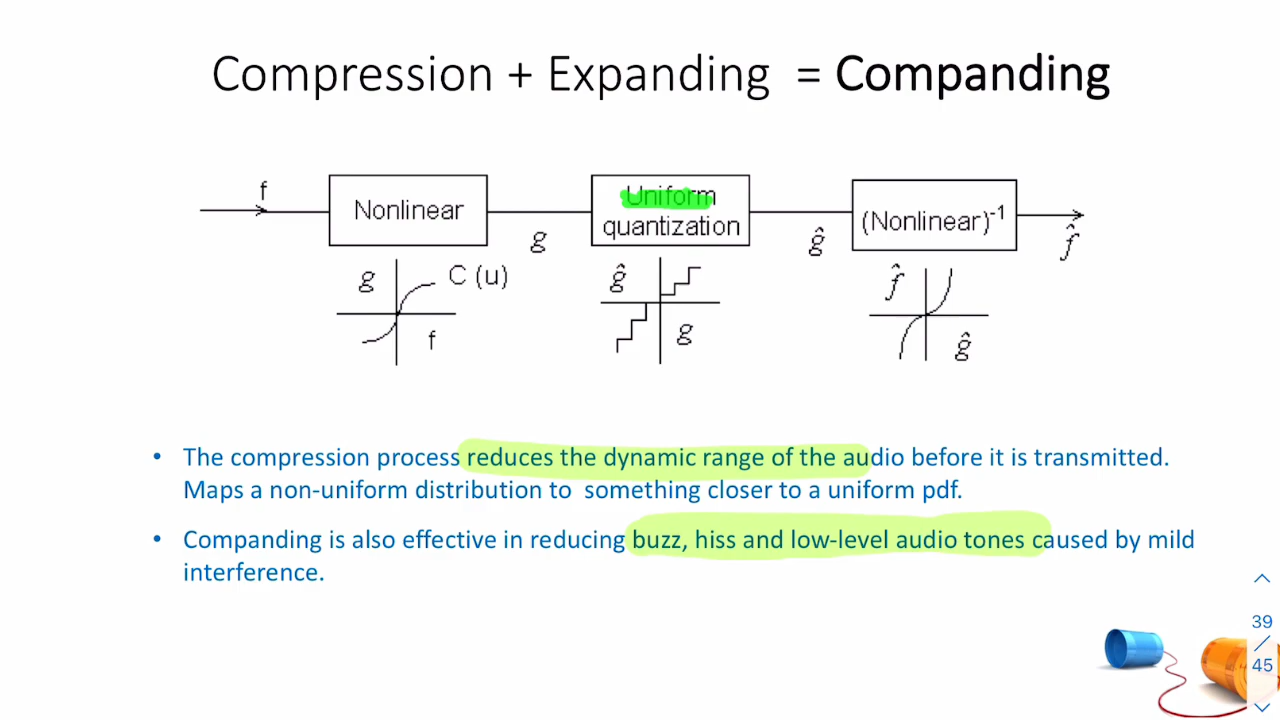 Compression + Expanding = Companding
f
Nonlinear
g
Uniform
quantization
ĝ
(Nonlinear)⁻¹
f̂
g C (u)
f
ĝ
g
f̂
ĝ
• The compression process reduces the dynamic range of the audio before it is transmitted.
Maps a non-uniform distribution to something closer to a uniform pdf.
• Companding is also effective in reducing buzz, hiss and low-level audio tones caused by mild
interference.
39
/
45